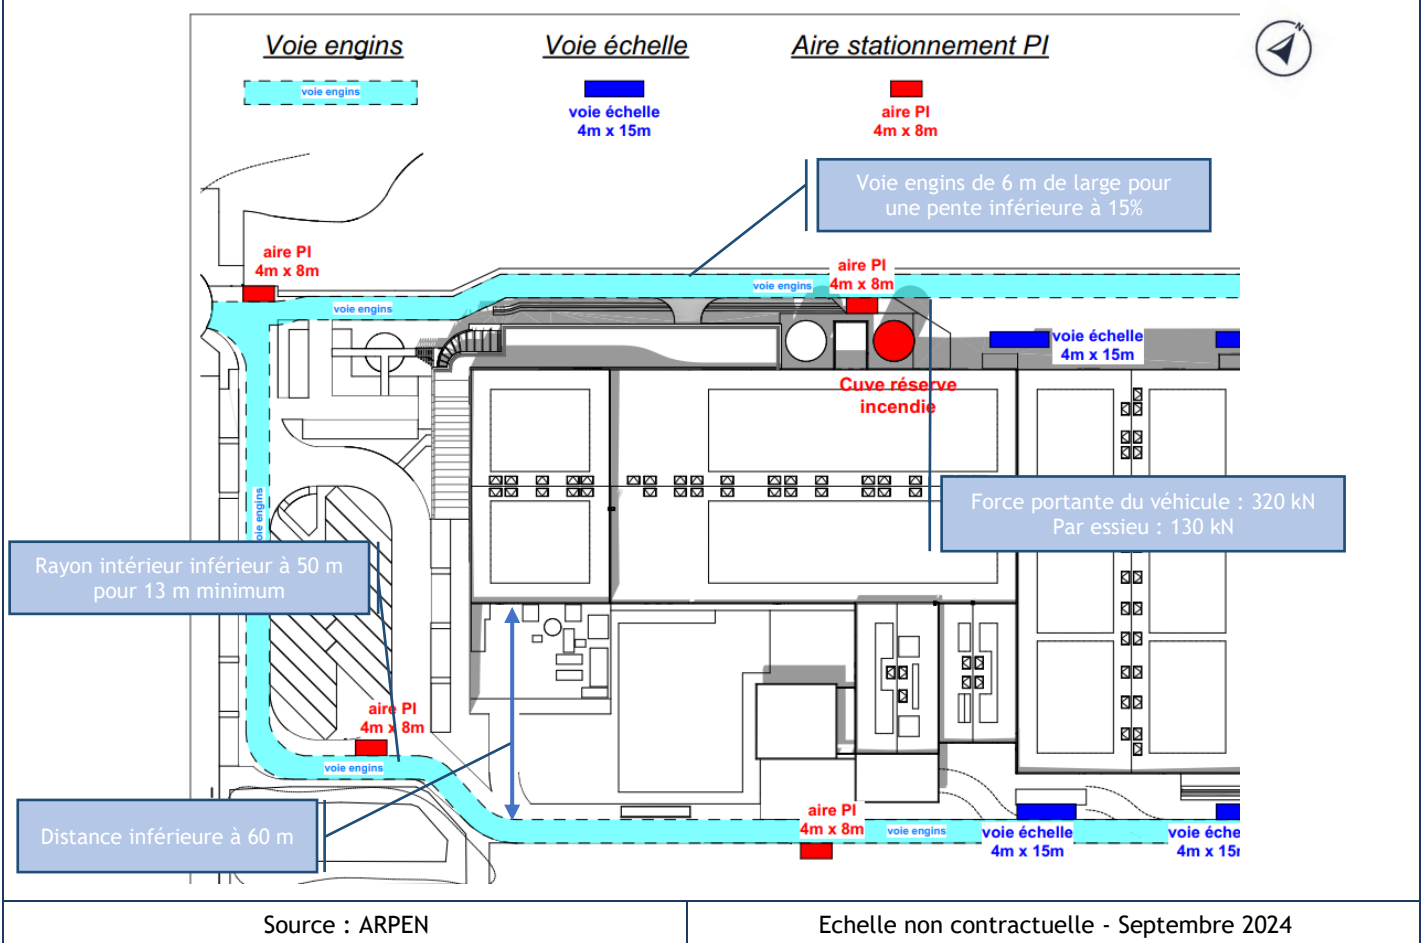 Voie engins
Voie échelle
Aire stationnement PI
N
voie engins
voie échelle
4m x 15m
aire PI
4m x 8m
Voie engins de 6 m de large pour
une pente inférieure à 15%
aire PI
4m x 8m
aire PI
4m x 8m
voie engins
voie engins
voie échelle
4m x 15m
Cuve réserve
incendie
Force portante du véhicule : 320 kN
Par essieu : 130 kN
voie engins
Rayon intérieur inférieur à 50 m
pour 13 m minimum
aire PI
4m x 8m
voie engins
Distance inférieure à 60 m
aire PI
4m x 8m
voie engins
voie échelle
4m x 15m
voie éche
4m x 15
Source : ARPEN
Echelle non contractuelle - Septembre 2024